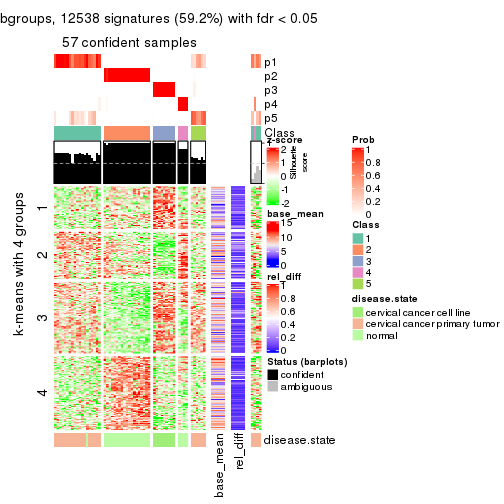 bgroups, 12538 signatures (59.2%) with fdr < 0.05
57 confident samples
p1
p2
p3
p4
p5
Class
z-score
2
1
0
-1
-2
Silhouette
score
base_mean
15
10
5
0
rel_diff
1
0.8
0.6
0.4
0.2
0
Status (barplots)
confident
ambiguous
Prob
1
0.8
0.6
0.4
0.2
0
Class
1
2
3
4
5
disease.state
cervical cancer cell line
cervical cancer primary tumor
normal
k-means with 4 groups
1
2
3
4
disease.state
base_mean
rel_diff